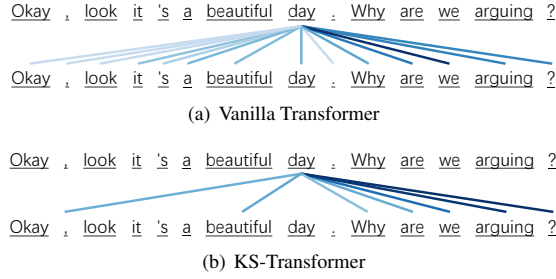 Okay , look it 's a beautiful day . Why are we arguing ?
Okay , look it 's a beautiful day . Why are we arguing ?
(a) Vanilla Transformer
Okay , look it 's a beautiful day . Why are we arguing ?
Okay , look it 's a beautiful day . Why are we arguing ?
(b) KS-Transformer